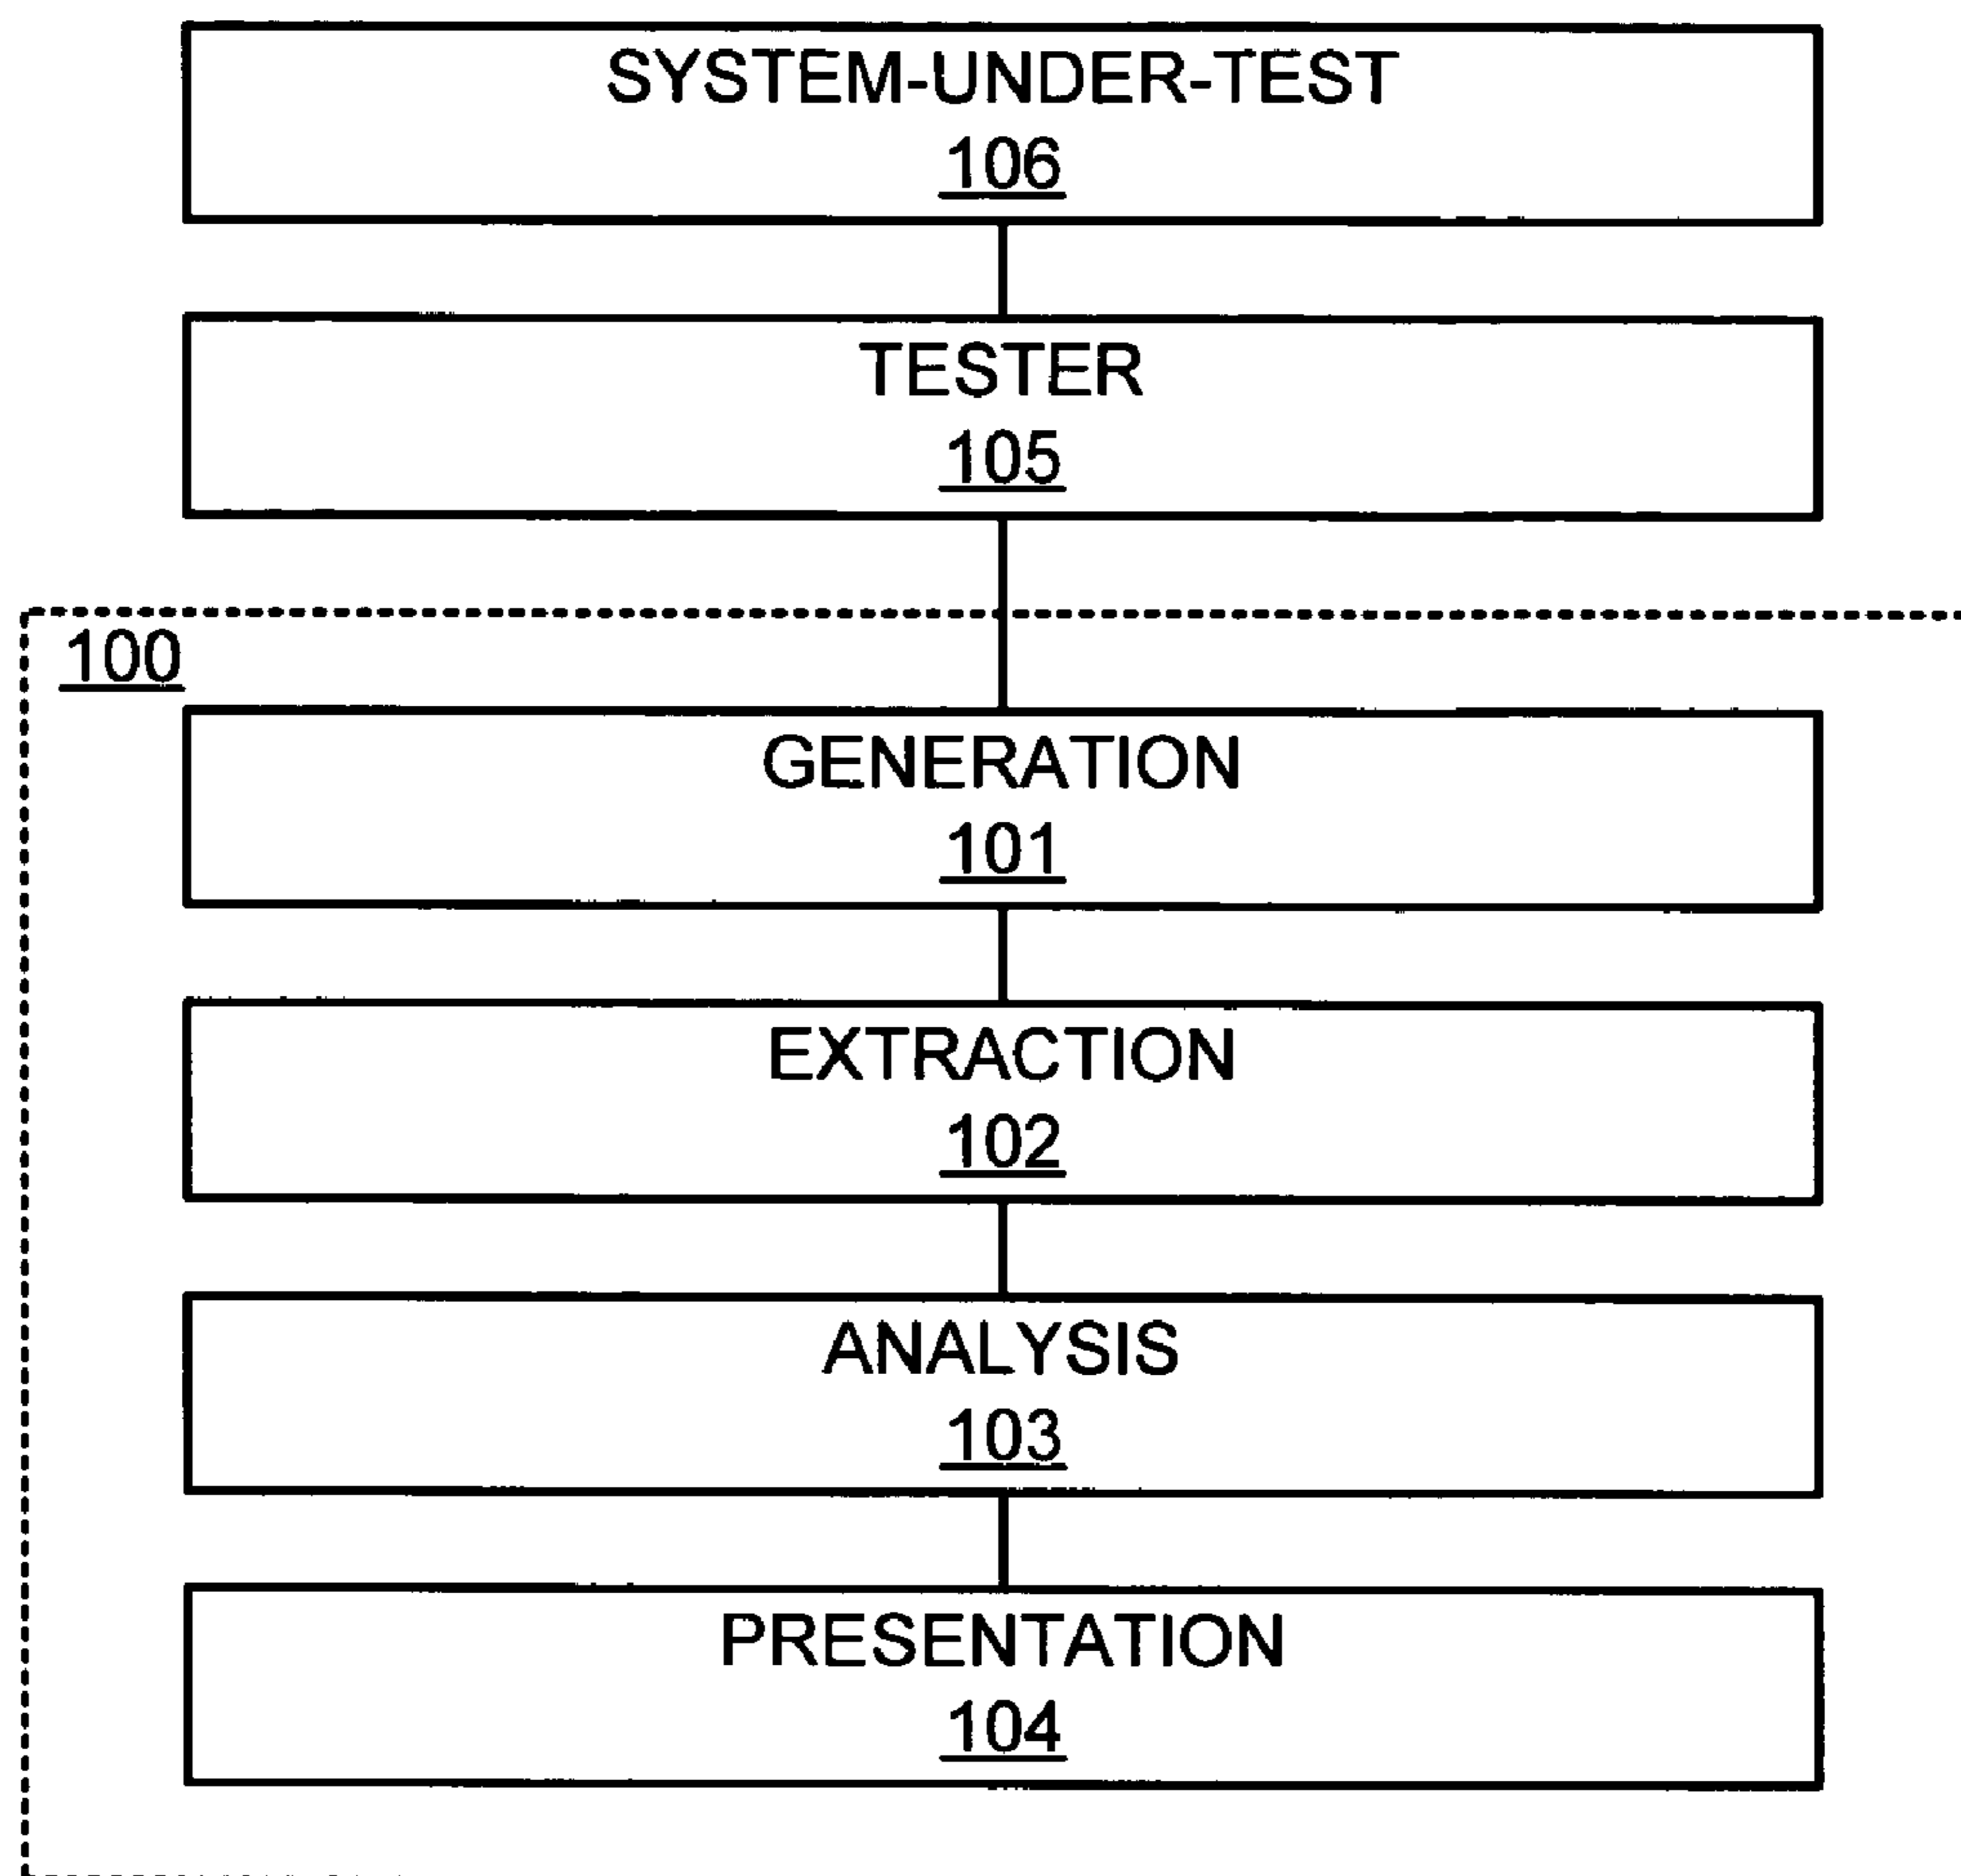 SYSTEM-UNDER-TEST
106
TESTER
105
100
GENERATION
101
EXTRACTION
102
ANALYSIS
103
PRESENTATION
104